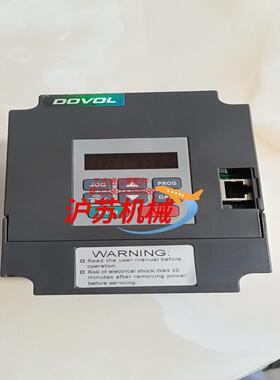 DOVOL
JOG
PROG
沪苏机械
WARNING:
Read the user manual before
operation.
Risk of electrical shock.Wad 10
minutes after removing power
before servicing.